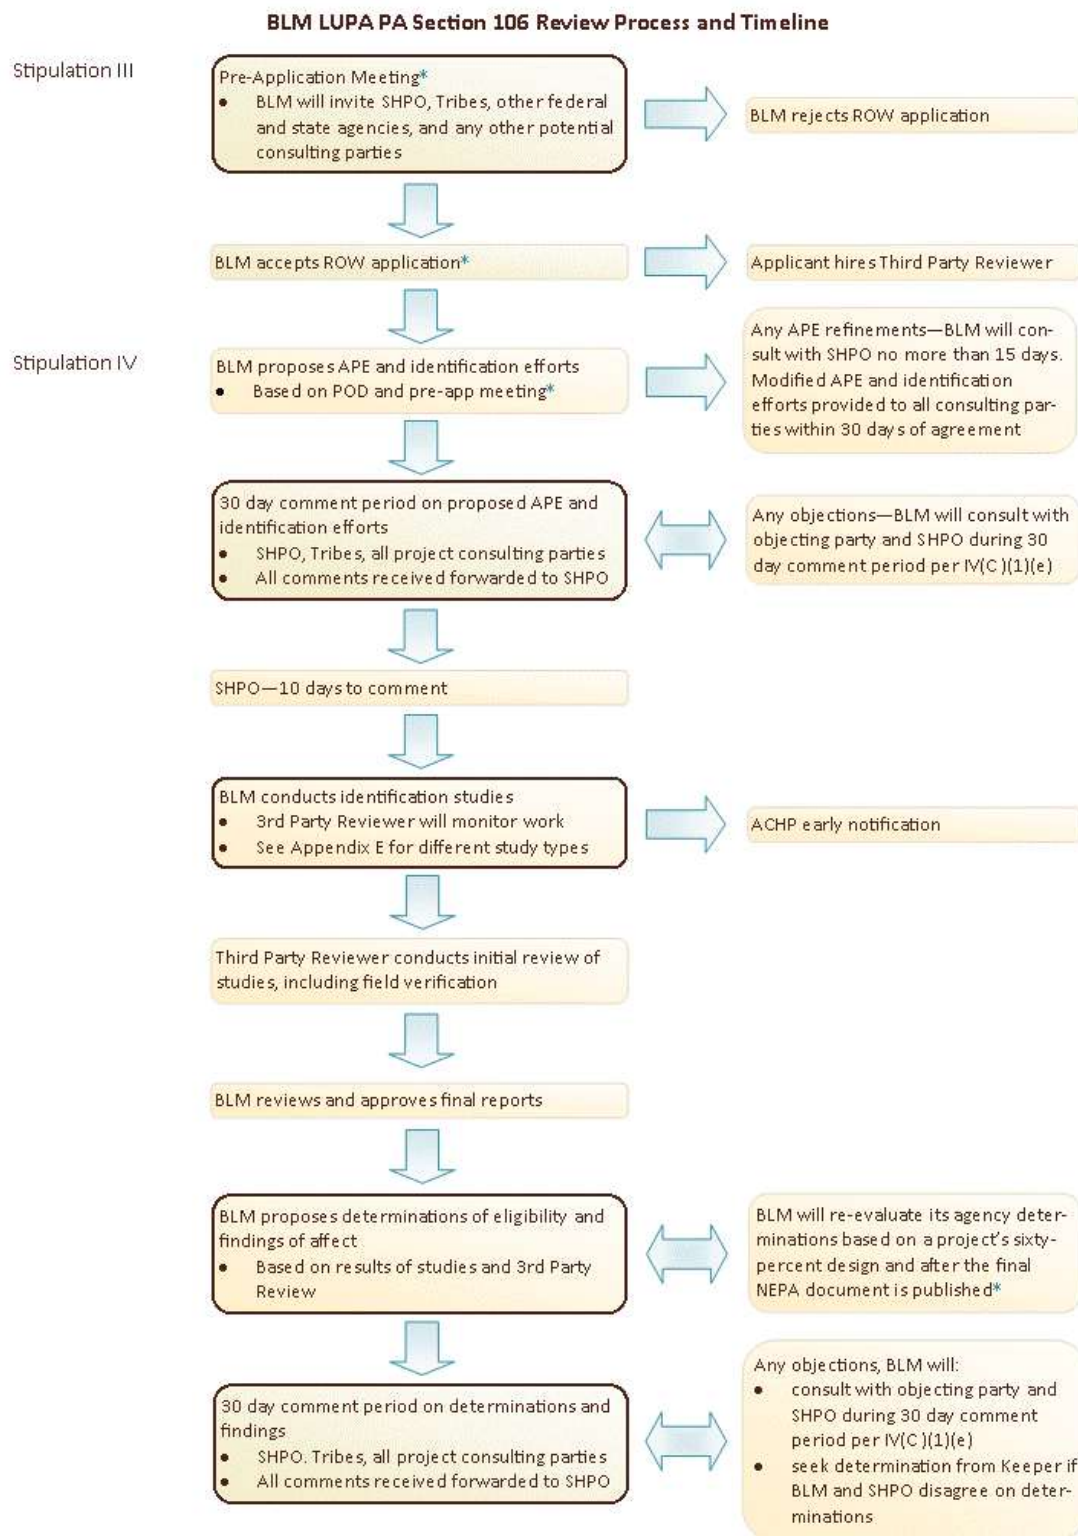 BLM LUPA PA Section 106 Review Process and Timeline
Stipulation III
Pre-Application Meeting*
• BLM will invite SHPO, Tribes, other federal
and state agencies, and any other potential
consulting parties
BLM rejects ROW application
BLM accepts ROW application*
Applicant hires Third Party Reviewer
Stipulation IV
BLM proposes APE and identification efforts
• Based on POD and pre-app meeting*
Any APE refinements—BLM will con-
sult with SHPO no more than 15 days.
Modified APE and identification
efforts provided to all consulting par-
ties within 30 days of agreement
30 day comment period on proposed APE and
identification efforts
• SHPO, Tribes, all project consulting parties
• All comments received forwarded to SHPO
Any objections—BLM will consult with
objecting party and SHPO during 30
day comment period per IV(C )(1)(e)
SHPO—10 days to comment
BLM conducts identification studies
• 3rd Party Reviewer will monitor work
• See Appendix E for different study types
ACHP early notification
Third Party Reviewer conducts initial review of
studies, including field verification
BLM reviews and approves final reports
BLM proposes determinations of eligibility and
findings of affect
• Based on results of studies and 3rd Party
Review
BLM will re-evaluate its agency deter-
minations based on a project's sixty-
percent design and after the final
NEPA document is published*
30 day comment period on determinations and
findings
• SHPO. Tribes, all project consulting parties
• All comments received forwarded to SHPO
Any objections, BLM will:
• consult with objecting party and
SHPO during 30 day comment
period per IV(C )(1)(e)
• seek determination from Keeper if
BLM and SHPO disagree on deter-
minations